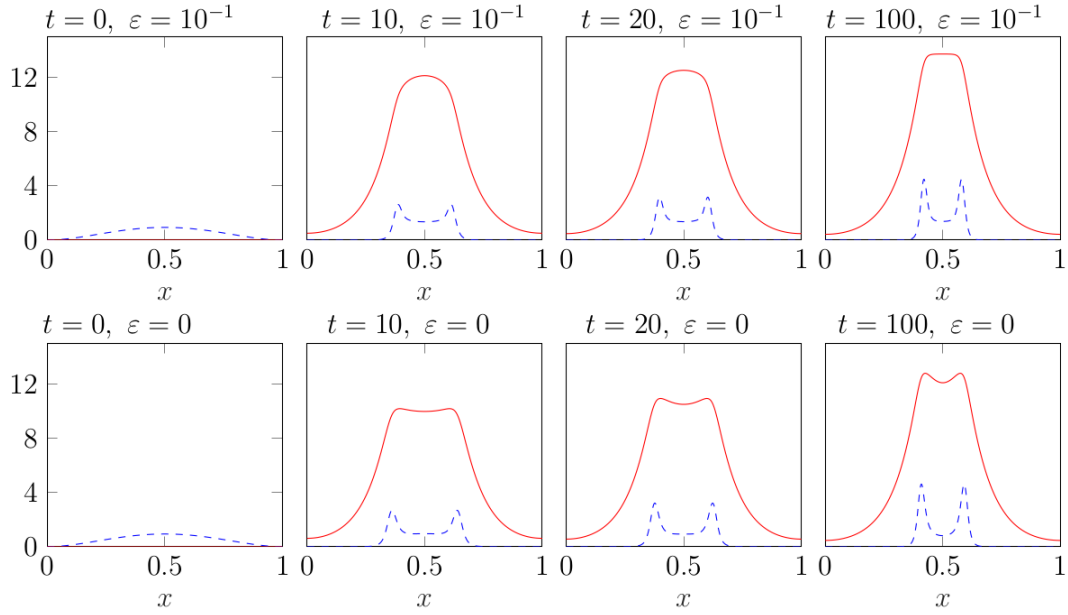 t = 0, ε = 10⁻¹ t = 10, ε = 10⁻¹ t = 20, ε = 10⁻¹ t = 100, ε = 10⁻¹
12
8
4
0
0 0.5 1 0 0.5 1 0 0.5 1 0 0.5 1
x x x x
t = 0, ε = 0 t = 10, ε = 0 t = 20, ε = 0 t = 100, ε = 0
12
8
4
0
0 0.5 1 0 0.5 1 0 0.5 1 0 0.5 1
x x x x